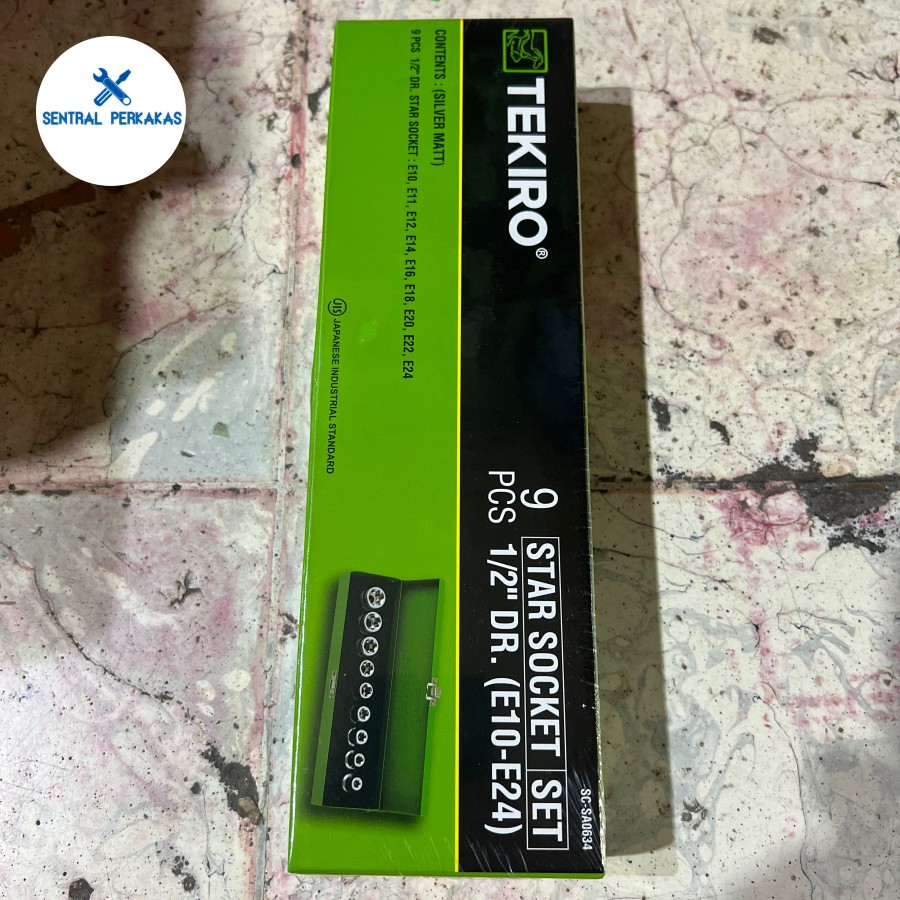 SENTRAL PERKAKAS
TEKIRO®
9 STAR SOCKET SET
PCS 1/2" DR. (E10-E24)
SC-SA0634
CONTENTS : (SILVER MATT)
9 PCS 1/2" DR. STAR SOCKET : E10, E11, E12, E14, E16, E18, E20, E22, E24
JIS JAPANESE INDUSTRIAL STANDARD